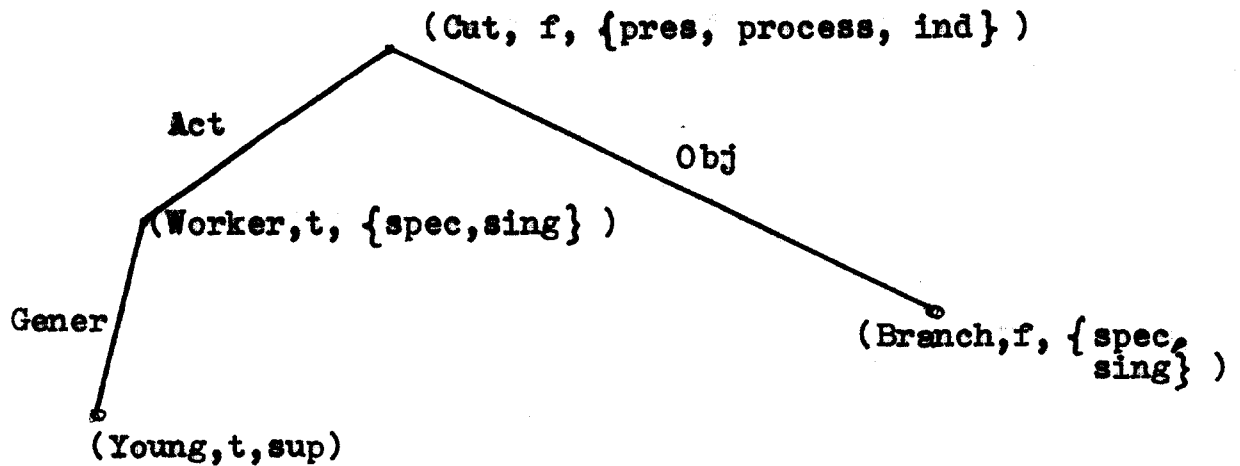 (Cut, f, {pres, process, ind} )
Act
Obj
(Worker,t, {spec,sing} )
Gener
(Branch,f, {spec,
sing} )
(Young,t,sup)